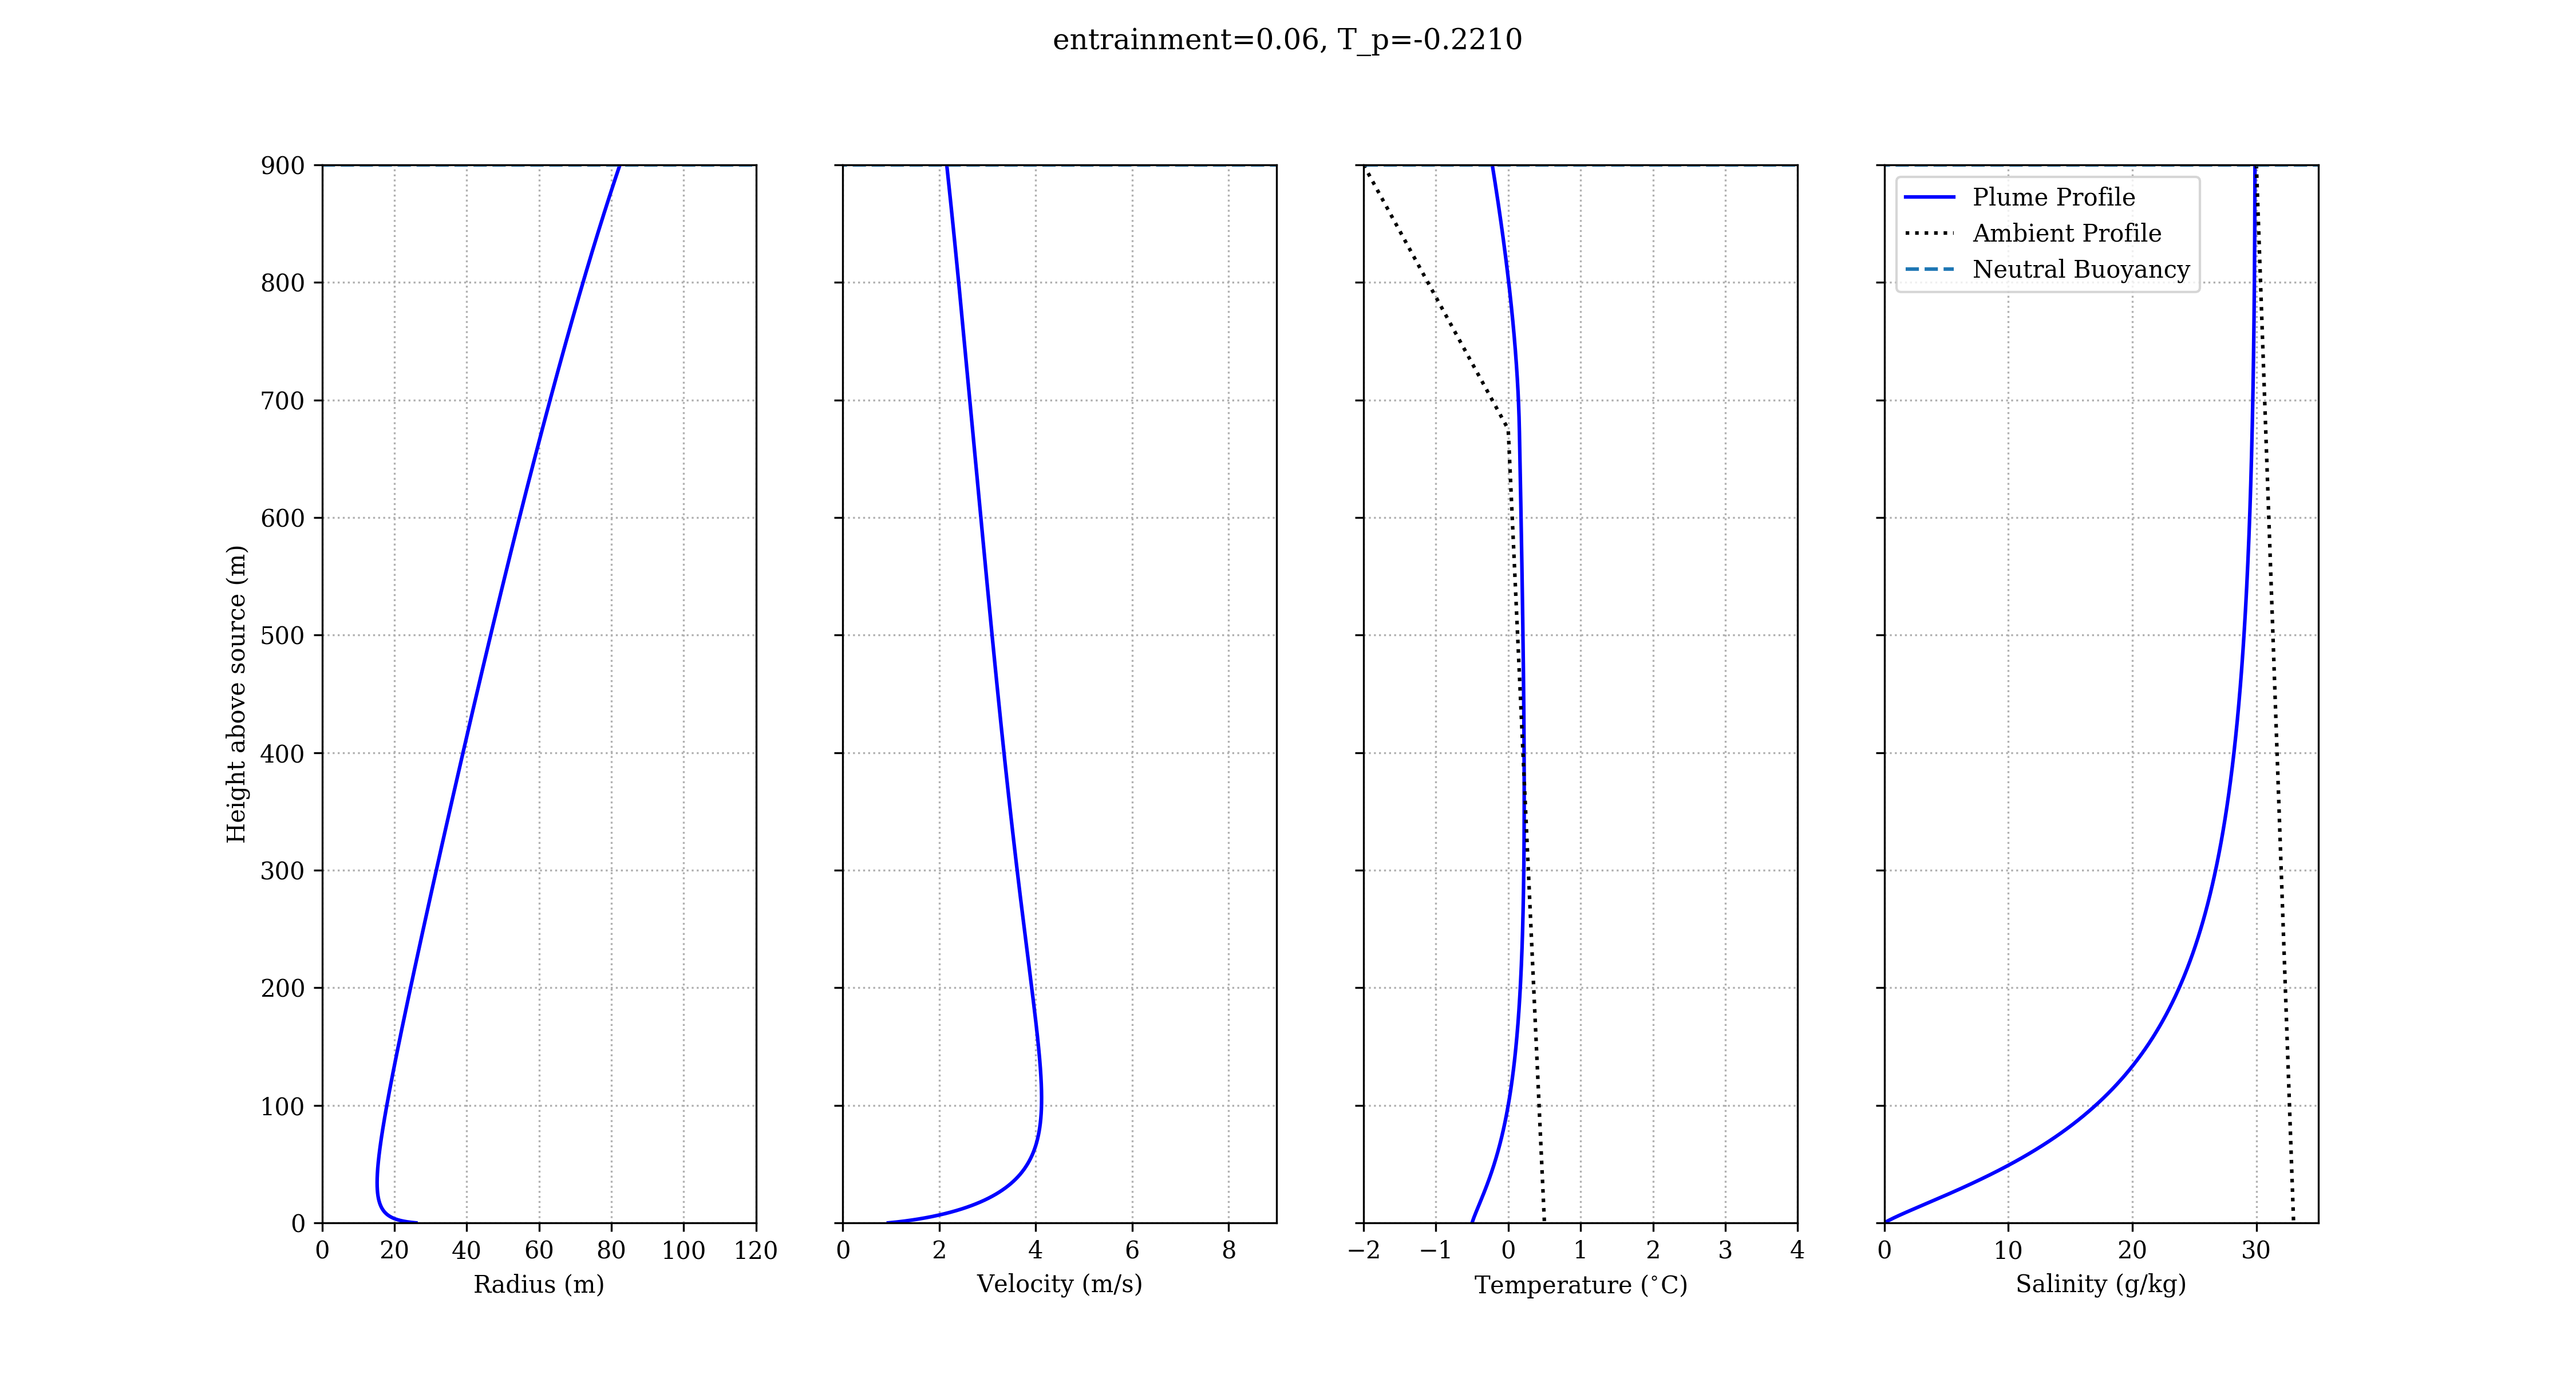 entrainment=0.06, T_p=-0.2210
Height above source (m)
900
800
700
600
500
400
300
200
100
0
0 20 40 60 80 100 120
Radius (m)
0 2 4 6 8
Velocity (m/s)
−2 −1 0 1 2 3 4
Temperature (°C)
Plume Profile
Ambient Profile
Neutral Buoyancy
0 10 20 30
Salinity (g/kg)